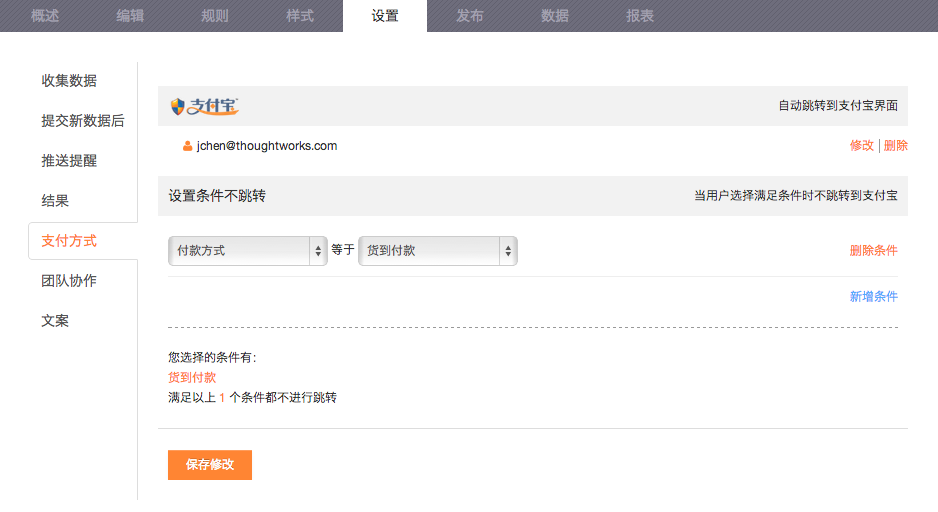 概述 编辑 规则 样式 设置 发布 数据 报表
收集数据
提交新数据后
推送提醒
结果
支付方式
团队协作
文案
支付宝 自动跳转到支付宝界面
jchen@thoughtworks.com 修改 | 删除
设置条件不跳转 当用户选择满足条件时不跳转到支付宝
付款方式 等于 货到付款 删除条件
新增条件
您选择的条件有：
货到付款
满足以上 1 个条件都不进行跳转
保存修改